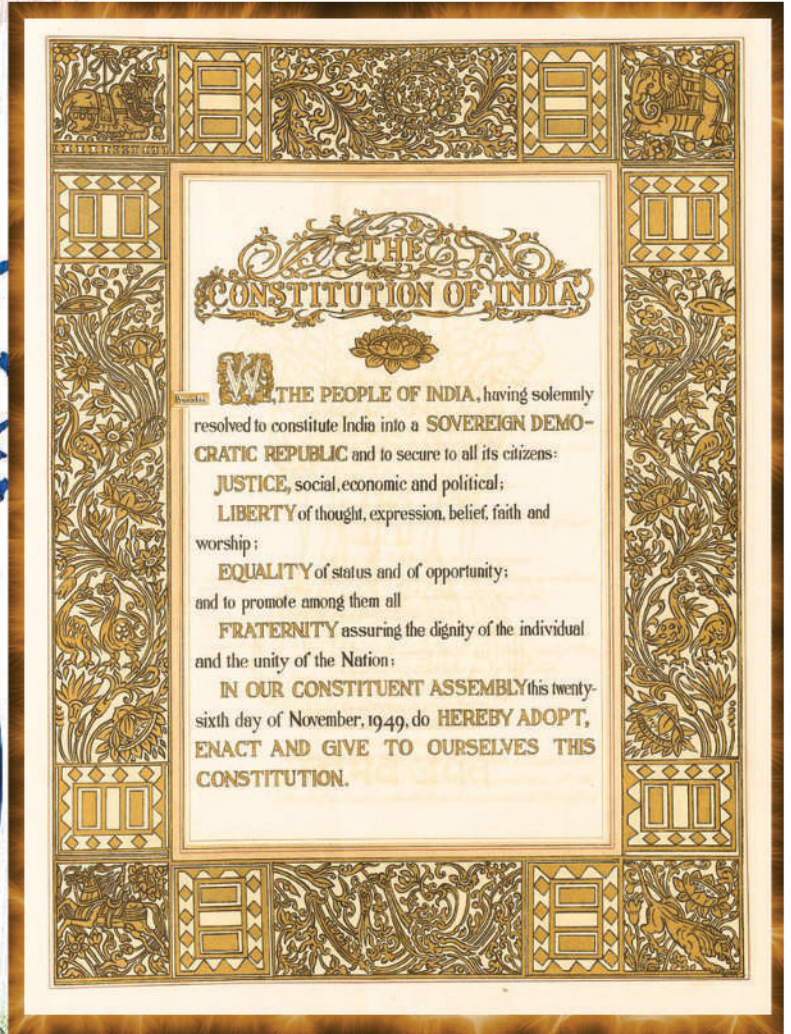 THE
CONSTITUTION OF INDIA
Preamble.
WE, THE PEOPLE OF INDIA, having solemnly
resolved to constitute India into a SOVEREIGN DEMO-
CRATIC REPUBLIC and to secure to all its citizens:
JUSTICE, social, economic and political;
LIBERTY of thought, expression, belief, faith and
worship;
EQUALITY of status and of opportunity;
and to promote among them all
FRATERNITY assuring the dignity of the individual
and the unity of the Nation;
IN OUR CONSTITUENT ASSEMBLY this twenty-
sixth day of November, 1949, do HEREBY ADOPT,
ENACT AND GIVE TO OURSELVES THIS
CONSTITUTION.